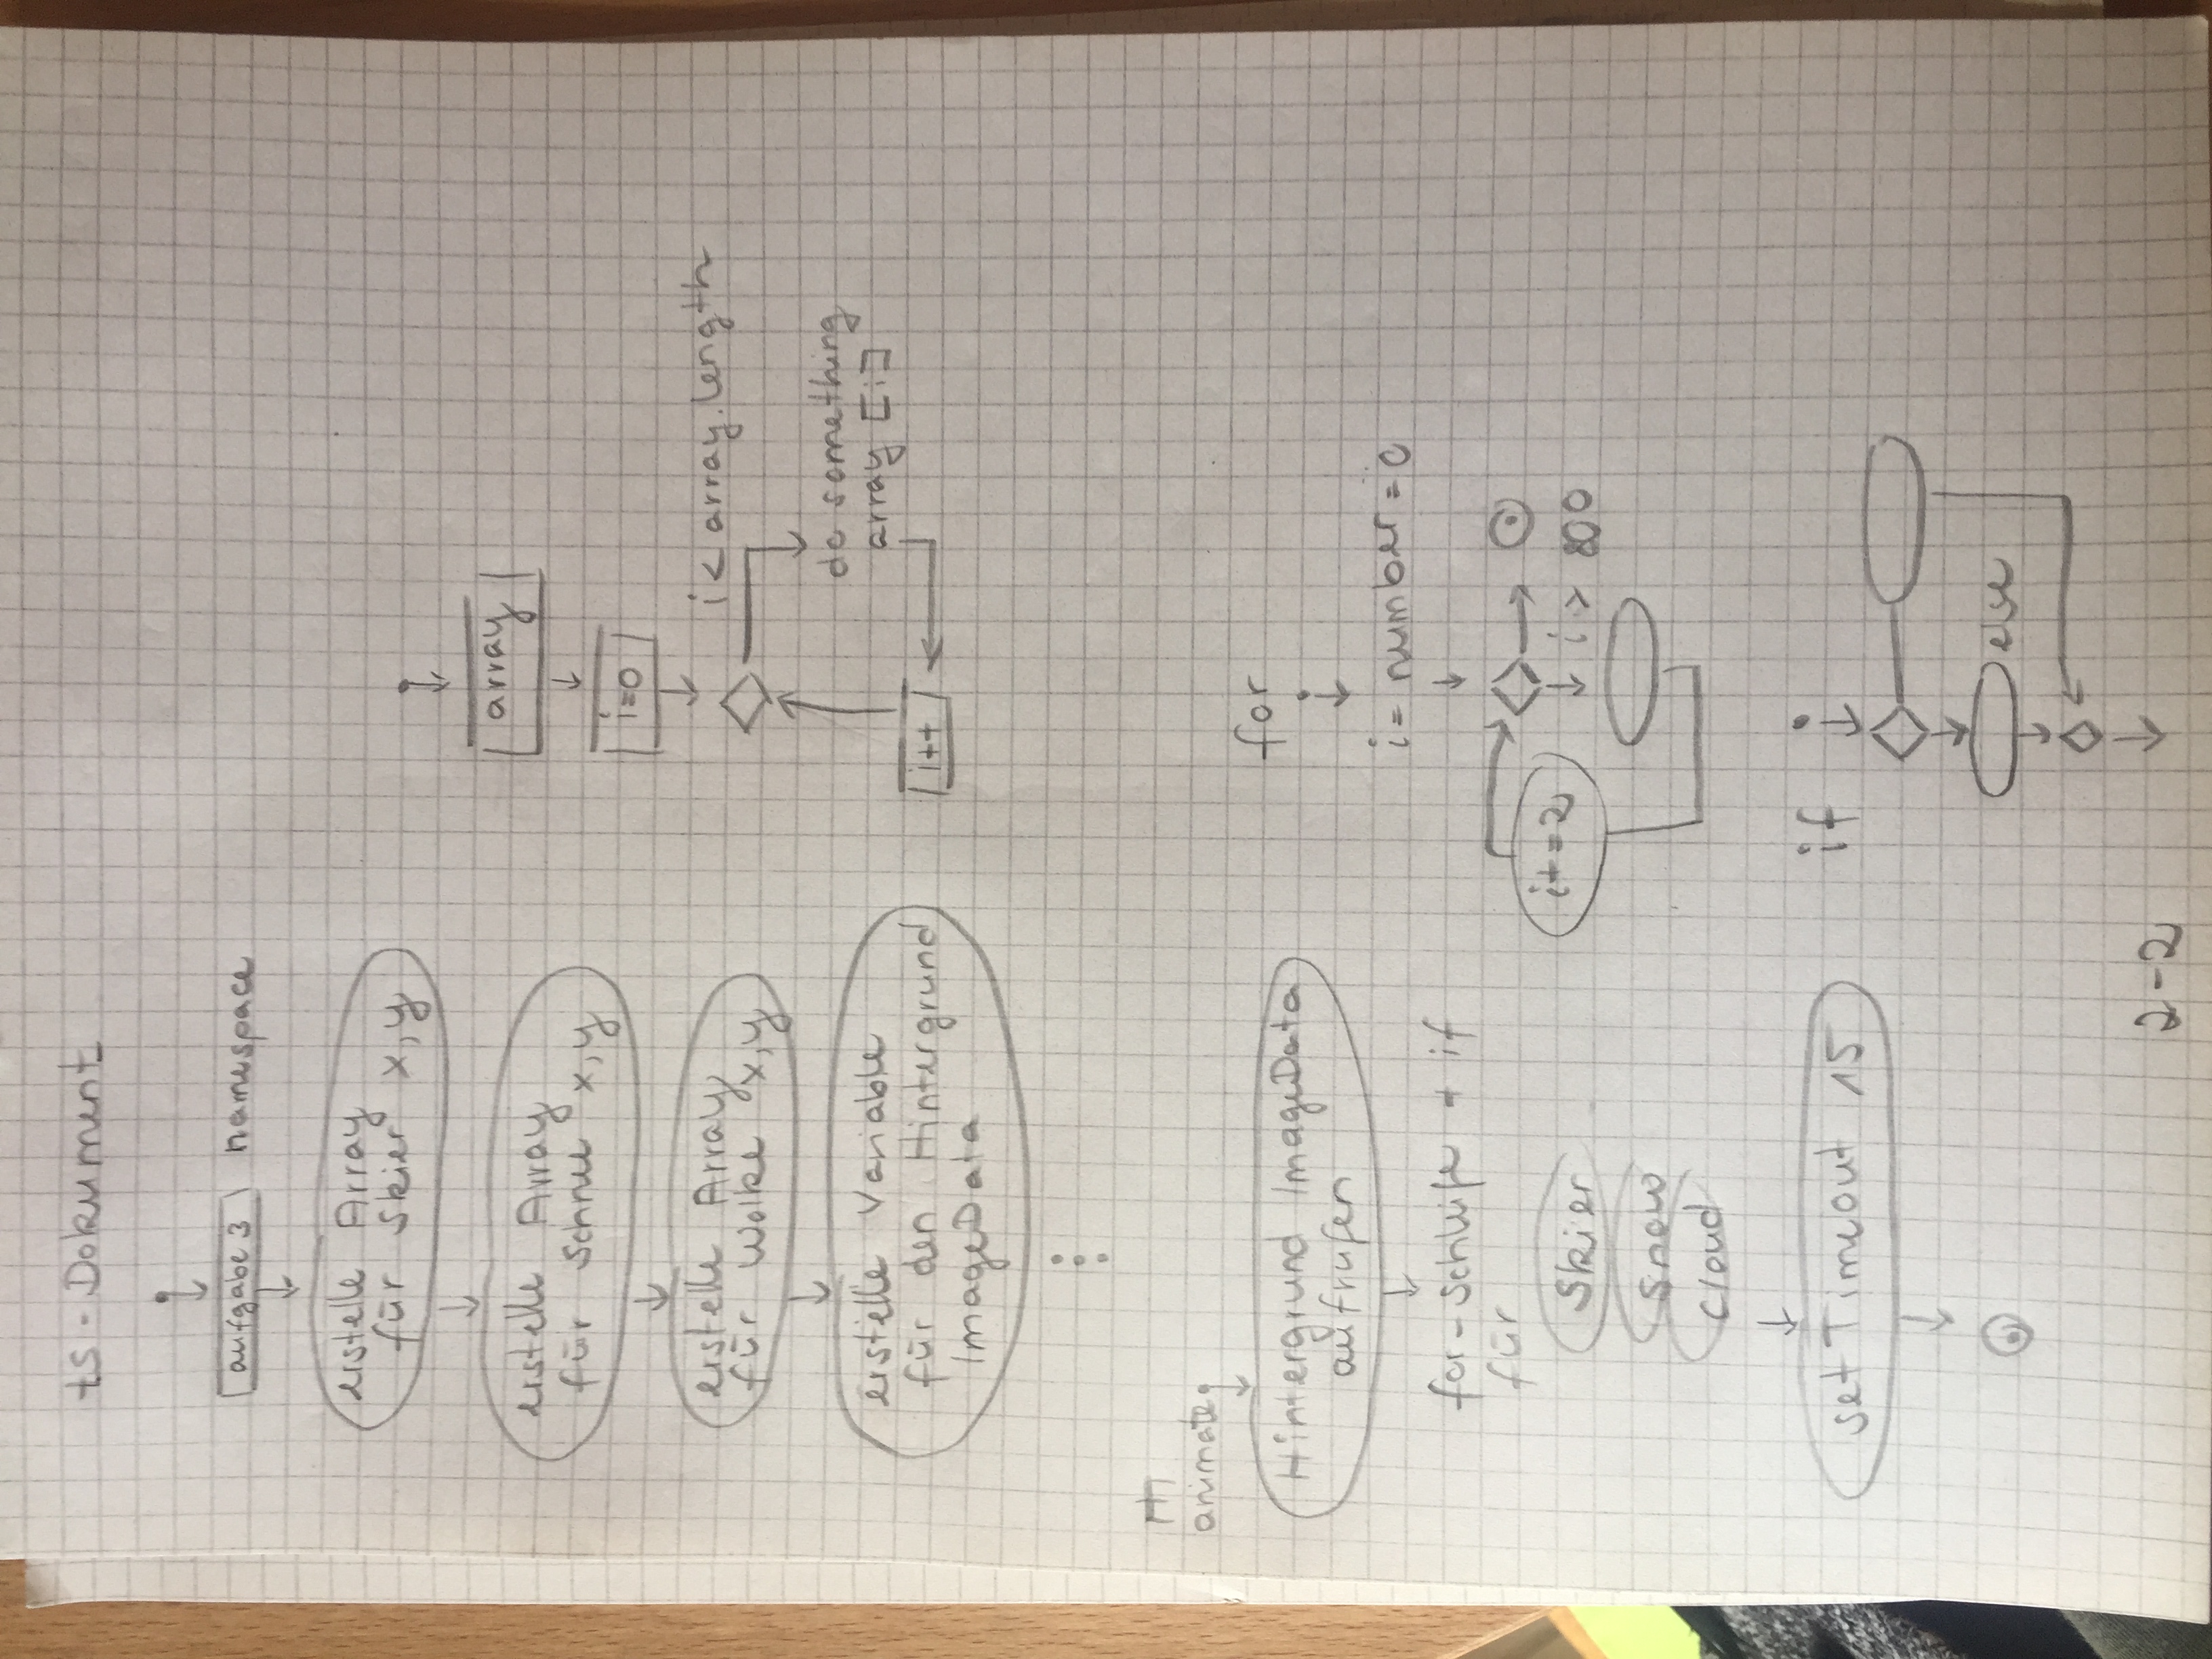 ts - Dokument
aufgabe 3 namespace
erstelle Array
für Skier x, y
erstelle Array
für Schnee x, y
erstelle Array
für Wolke x, y
erstelle Variable
für den Hintergrund
ImageData
array
i=0
i < array.length
do something
array [i]
i++
animate
Hintergrund ImageData
aufrufen
for-Schleife + if
für
Skier
Snow
Cloud
setTimeout 15
for
i = number = 0
i+=2
i > 800
if
else
2-2